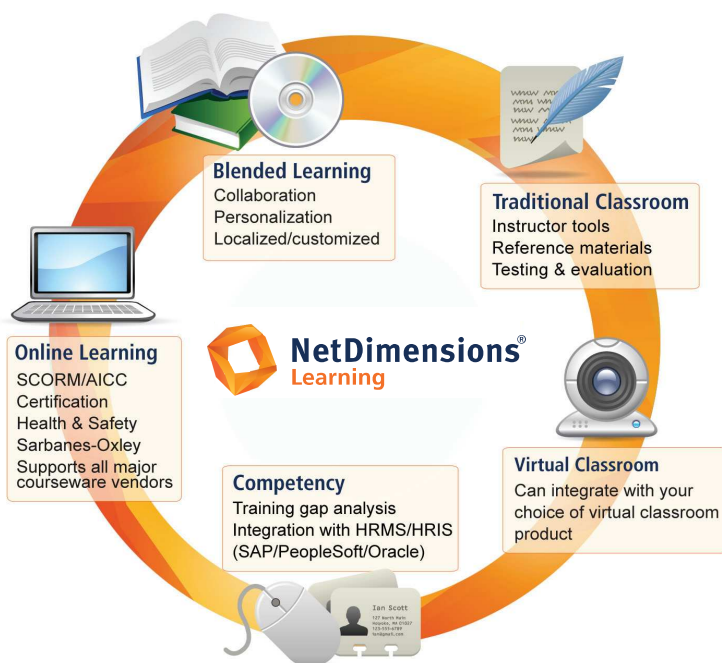 Blended Learning
Collaboration
Personalization
Localized/customized
Traditional Classroom
Instructor tools
Reference materials
Testing & evaluation
Online Learning
SCORM/AICC
Certification
Health & Safety
Sarbanes-Oxley
Supports all major
courseware vendors
NetDimensions®
Learning
Virtual Classroom
Can integrate with your
choice of virtual classroom
product
Competency
Training gap analysis
Integration with HRMS/HRIS
(SAP/PeopleSoft/Oracle)
Ian Scott